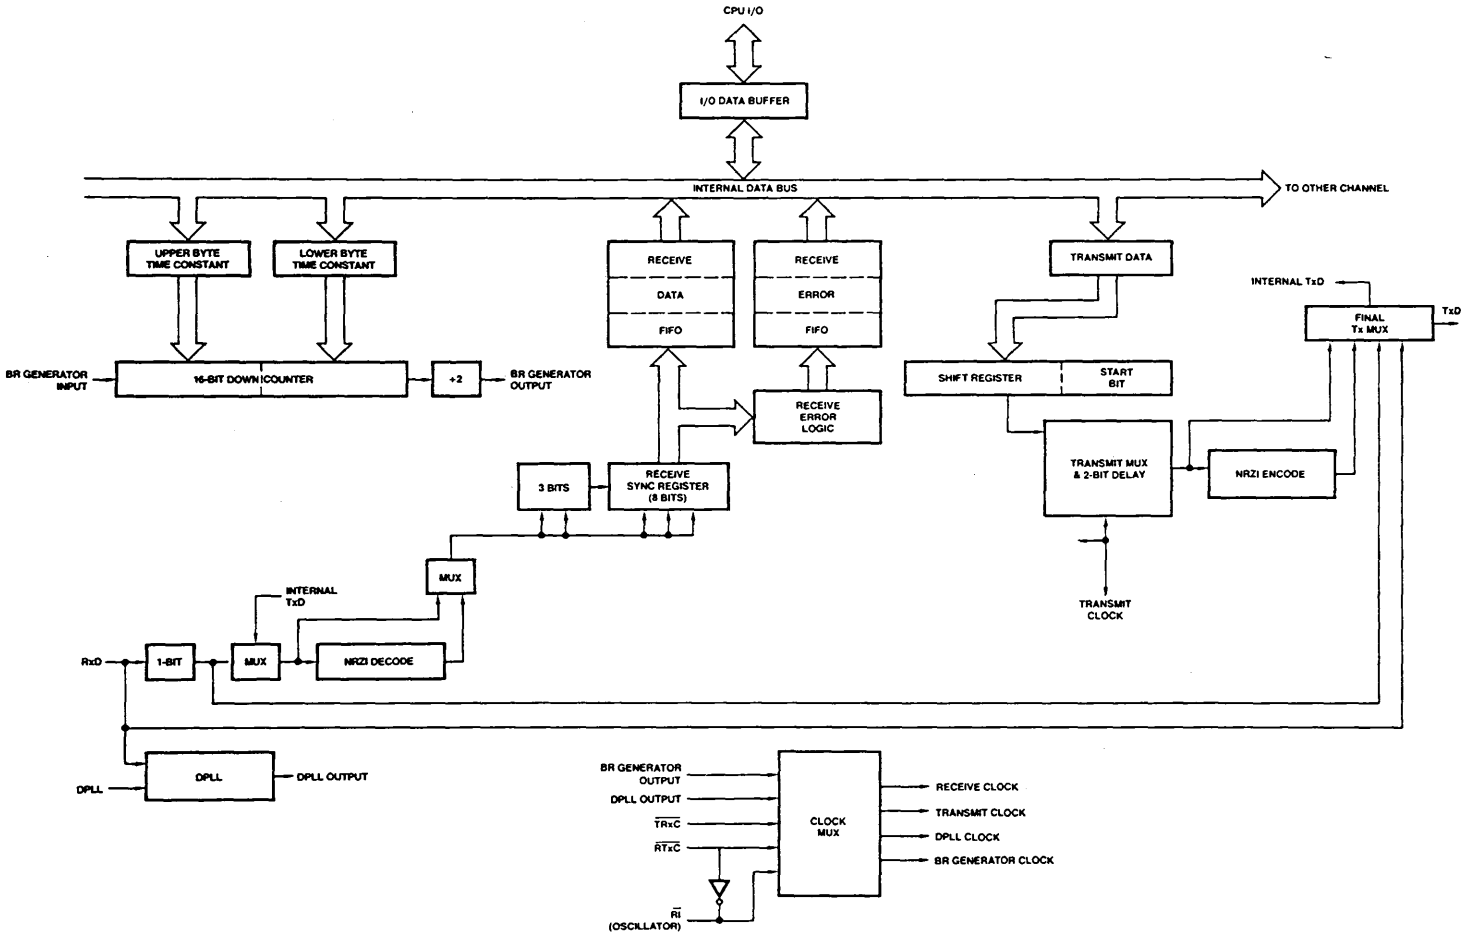 CPU I/O
I/O DATA BUFFER
INTERNAL DATA BUS
TO OTHER CHANNEL
UPPER BYTE
TIME CONSTANT
LOWER BYTE
TIME CONSTANT
RECEIVE
DATA
FIFO
RECEIVE
ERROR
FIFO
TRANSMIT DATA
INTERNAL TxD
FINAL
Tx MUX
TxD
BR GENERATOR
INPUT
16-BIT DOWN COUNTER
÷2
BR GENERATOR
OUTPUT
RECEIVE
ERROR
LOGIC
SHIFT REGISTER
START
BIT
3 BITS
RECEIVE
SYNC REGISTER
(8 BITS)
TRANSMIT MUX
& 2-BIT DELAY
NRZI ENCODE
MUX
INTERNAL
TxD
TRANSMIT
CLOCK
RxD
1-BIT
MUX
NRZI DECODE
DPLL
DPLL
DPLL OUTPUT
BR GENERATOR
OUTPUT
DPLL OUTPUT
T̅R̅x̅C̅
R̅T̅x̅C̅
R̅I̅
(OSCILLATOR)
CLOCK
MUX
RECEIVE CLOCK
TRANSMIT CLOCK
DPLL CLOCK
BR GENERATOR CLOCK